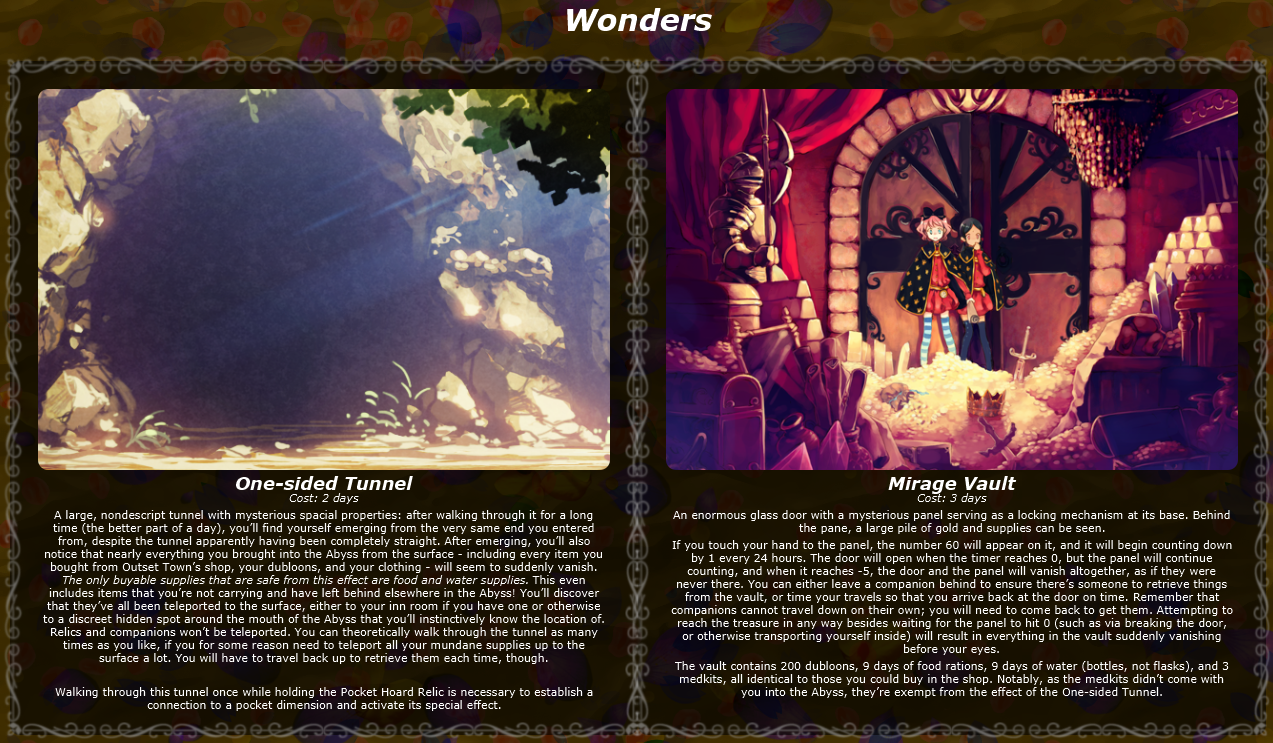 Wonders
One-sided Tunnel
Cost: 2 days
A large, nondescript tunnel with mysterious spacial properties: after walking through it for a long
time (the better part of a day), you'll find yourself emerging from the very same end you entered
from, despite the tunnel apparently having been completely straight. After emerging, you'll also
notice that nearly everything you brought into the Abyss from the surface - including every item you
bought from Outset Town's shop, your dubloons, and your clothing - will seem to suddenly vanish.
The only buyable supplies that are safe from this effect are food and water supplies. This even
includes items that you're not carrying and have left behind elsewhere in the Abyss! You'll discover
that they've all been teleported to the surface, either to your inn room if you have one or otherwise
to a discreet hidden spot around the mouth of the Abyss that you'll instinctively know the location of.
Relics and companions won't be teleported. You can theoretically walk through the tunnel as many
times as you like, if you for some reason need to teleport all your mundane supplies up to the
surface a lot. You will have to travel back up to retrieve them each time, though.
Walking through this tunnel once while holding the Pocket Hoard Relic is necessary to establish a
connection to a pocket dimension and activate its special effect.
Mirage Vault
Cost: 3 days
An enormous glass door with a mysterious panel serving as a locking mechanism at its base. Behind
the pane, a large pile of gold and supplies can be seen.
If you touch your hand to the panel, the number 60 will appear on it, and it will begin counting down
by 1 every 24 hours. The door will open when the timer reaches 0, but the panel will continue
counting, and when it reaches -5, the door and the panel will vanish altogether, as if they were
never there. You can either leave a companion behind to ensure there's someone to retrieve things
from the vault, or time your travels so that you arrive back at the door on time. Remember that
companions cannot travel down on their own; you will need to come back to get them. Attempting to
reach the treasure in any way besides waiting for the panel to hit 0 (such as via breaking the door,
or otherwise transporting yourself inside) will result in everything in the vault suddenly vanishing
before your eyes.
The vault contains 200 dubloons, 9 days of food rations, 9 days of water (bottles, not flasks), and 3
medkits, all identical to those you could buy in the shop. Notably, as the medkits didn't come with
you into the Abyss, they're exempt from the effect of the One-sided Tunnel.